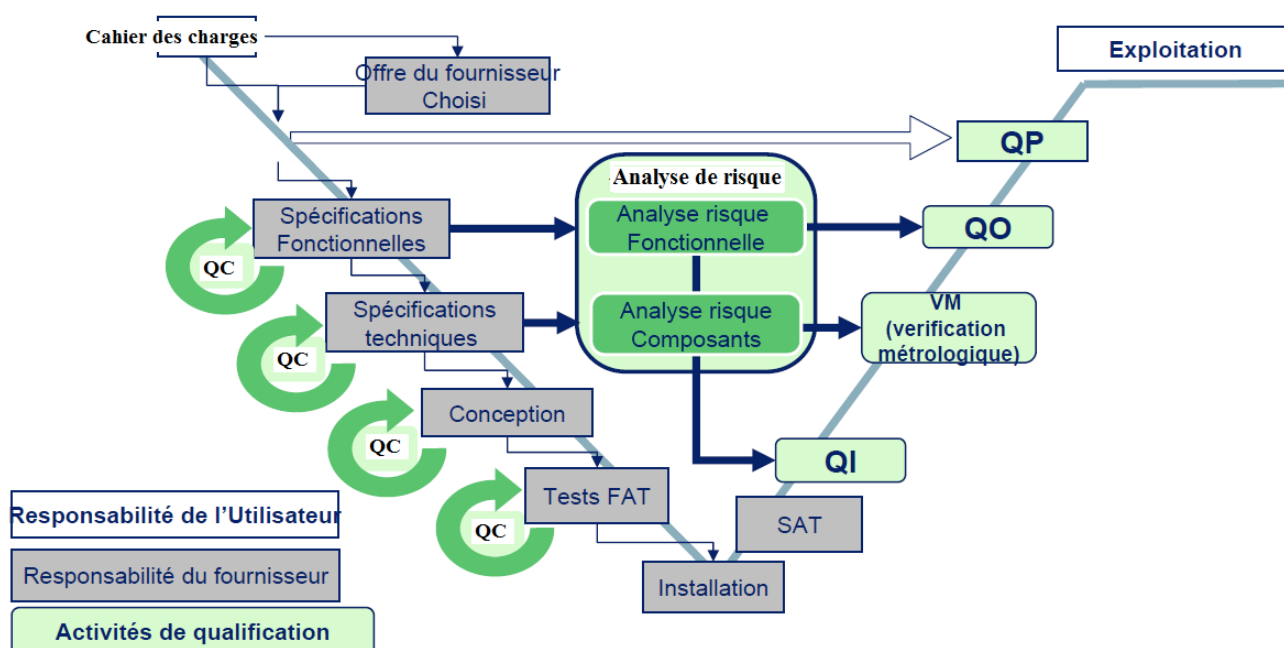 Cahier des charges
Offre du fournisseur
Choisi
Exploitation
QP
Analyse de risque
Spécifications
Fonctionnelles
Analyse risque
Fonctionnelle
QO
QC
Spécifications
techniques
Analyse risque
Composants
VM
(verification
métrologique)
QC
Conception
QC
QI
Tests FAT
QC
SAT
Installation
Responsabilité de l'Utilisateur
Responsabilité du fournisseur
Activités de qualification